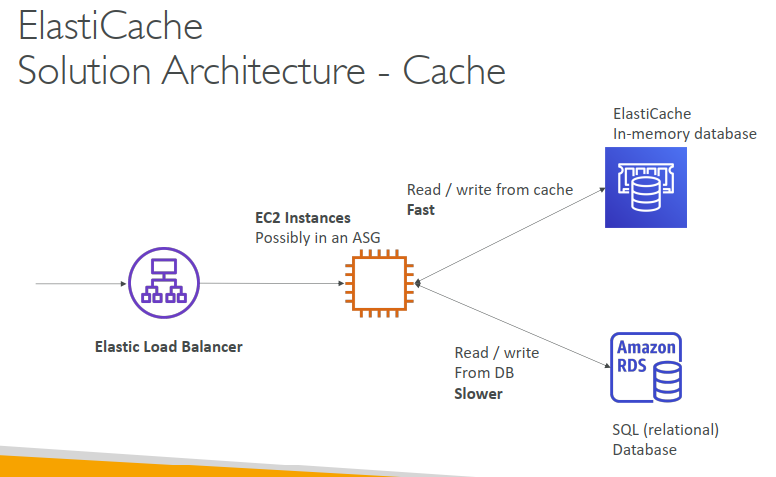 ElastiCache
Solution Architecture - Cache
ElastiCache
In-memory database
Read / write from cache
Fast
EC2 Instances
Possibly in an ASG
Elastic Load Balancer
Read / write
From DB
Slower
Amazon
RDS
SQL (relational)
Database